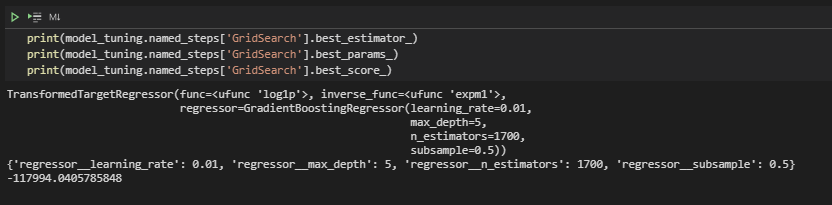 M↓
print(model_tuning.named_steps['GridSearch'].best_estimator_)
print(model_tuning.named_steps['GridSearch'].best_params_)
print(model_tuning.named_steps['GridSearch'].best_score_)
TransformedTargetRegressor(func=<ufunc 'log1p'>, inverse_func=<ufunc 'expm1'>,
regressor=GradientBoostingRegressor(learning_rate=0.01,
max_depth=5,
n_estimators=1700,
subsample=0.5))
{'regressor__learning_rate': 0.01, 'regressor__max_depth': 5, 'regressor__n_estimators': 1700, 'regressor__subsample': 0.5}
-117994.0405785848